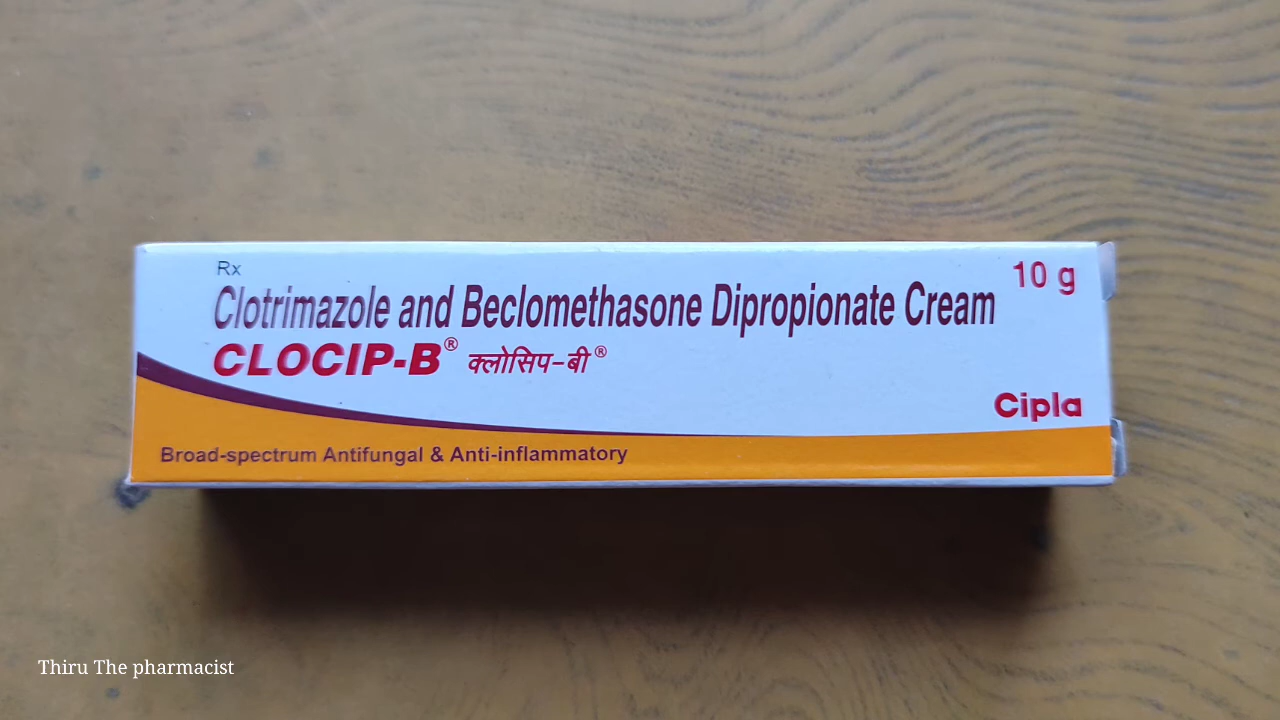 Rx
Clotrimazole and Beclomethasone Dipropionate Cream
10 g
CLOCIP-B® क्लोसिप-बी®
Cipla
Broad-spectrum Antifungal & Anti-inflammatory
Thiru The pharmacist